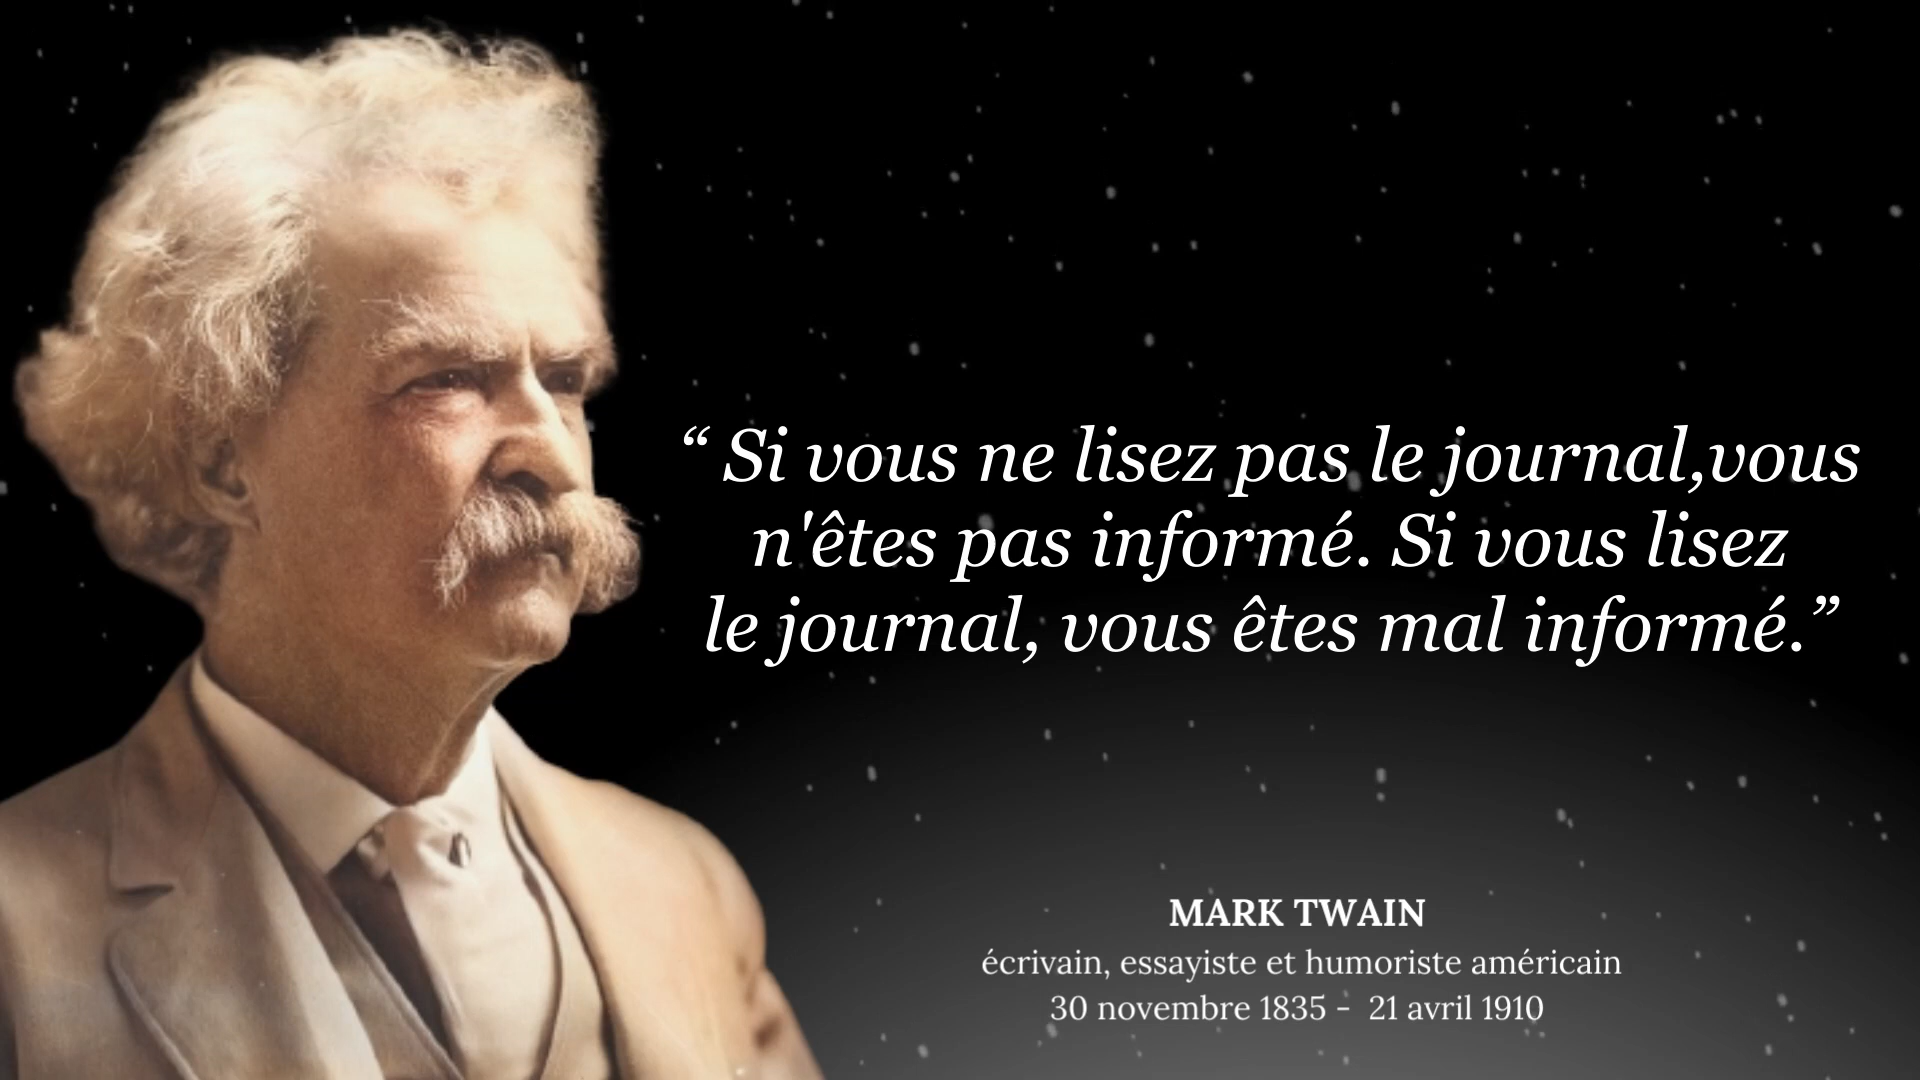 “ Si vous ne lisez pas le journal,vous
n'êtes pas informé. Si vous lisez
le journal, vous êtes mal informé.”
MARK TWAIN
écrivain, essayiste et humoriste américain
30 novembre 1835 -  21 avril 1910